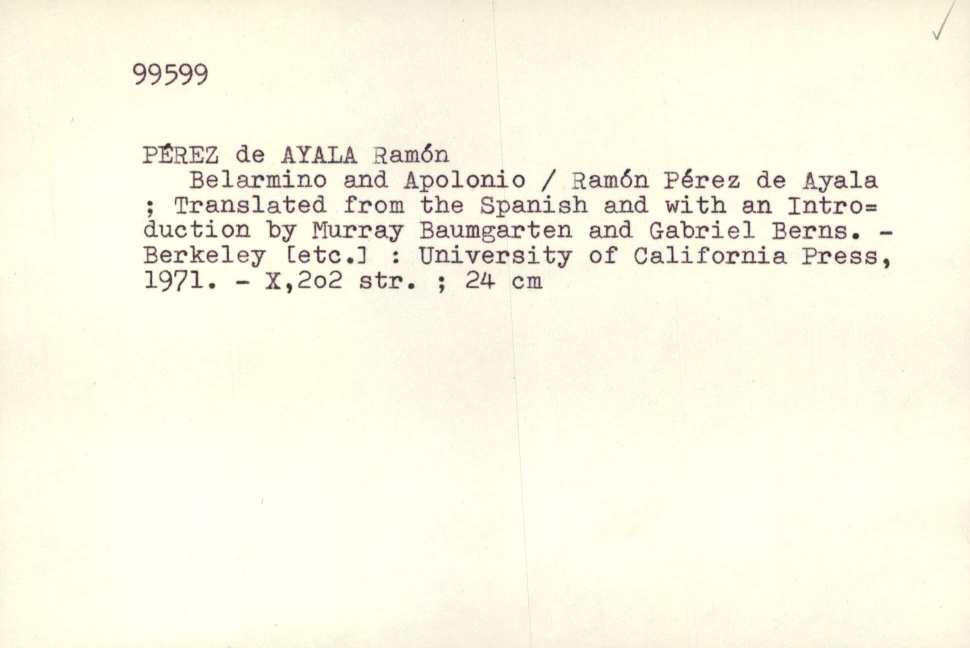 99599
PÉREZ de AYALA Ramón
Belarmino and Apolonio / Ramón Pérez de Ayala
; Translated from the Spanish and with an Intro=
duction by Murray Baumgarten and Gabriel Berns. -
Berkeley [etc.] : University of California Press,
1971. - X,2o2 str. ; 24 cm